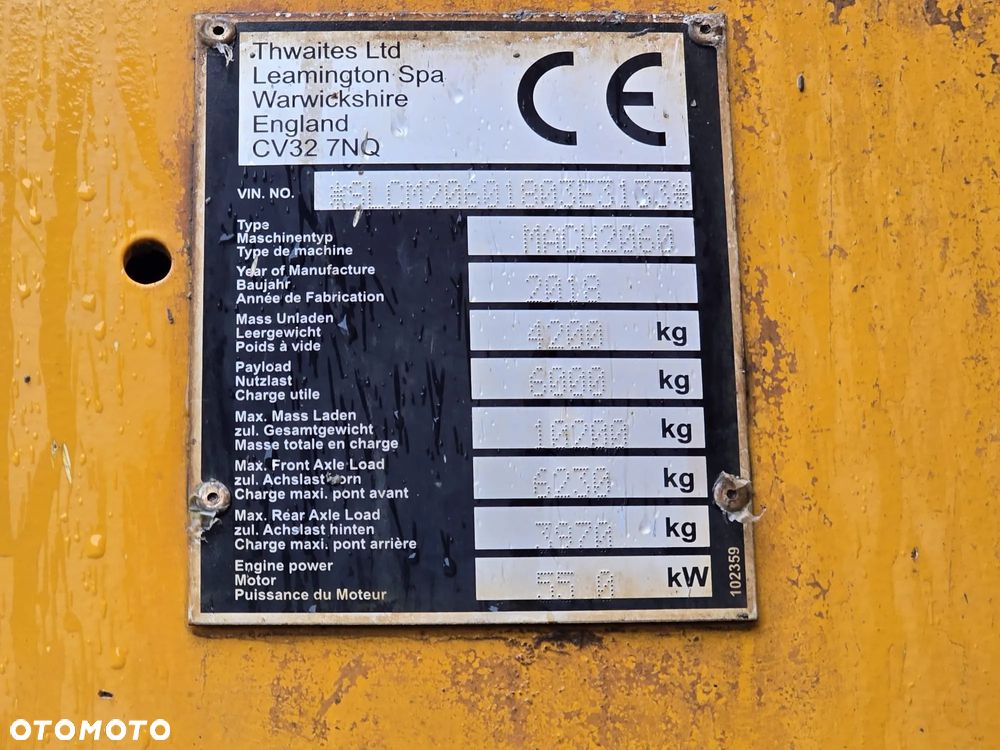 Thwaites Ltd
Leamington Spa
Warwickshire
England
CV32 7NQ
CE
VIN. NO. *SLCM20601803E3133*
Type
Maschinentyp
Type de machine
MACH2060
Year of Manufacture
Baujahr
Année de Fabrication
2018
Mass Unladen
Leergewicht
Poids à vide
4200 kg
Payload
Nutzlast
Charge utile
6000 kg
Max. Mass Laden
zul. Gesamtgewicht
Masse totale en charge
10200 kg
Max. Front Axle Load
zul. Achslast vorn
Charge maxi. pont avant
6230 kg
Max. Rear Axle Load
zul. Achslast hinten
Charge maxi. pont arrière
3970 kg
Engine power
Motor
Puissance du Moteur
55.0 kW
102359
OTOMOTO